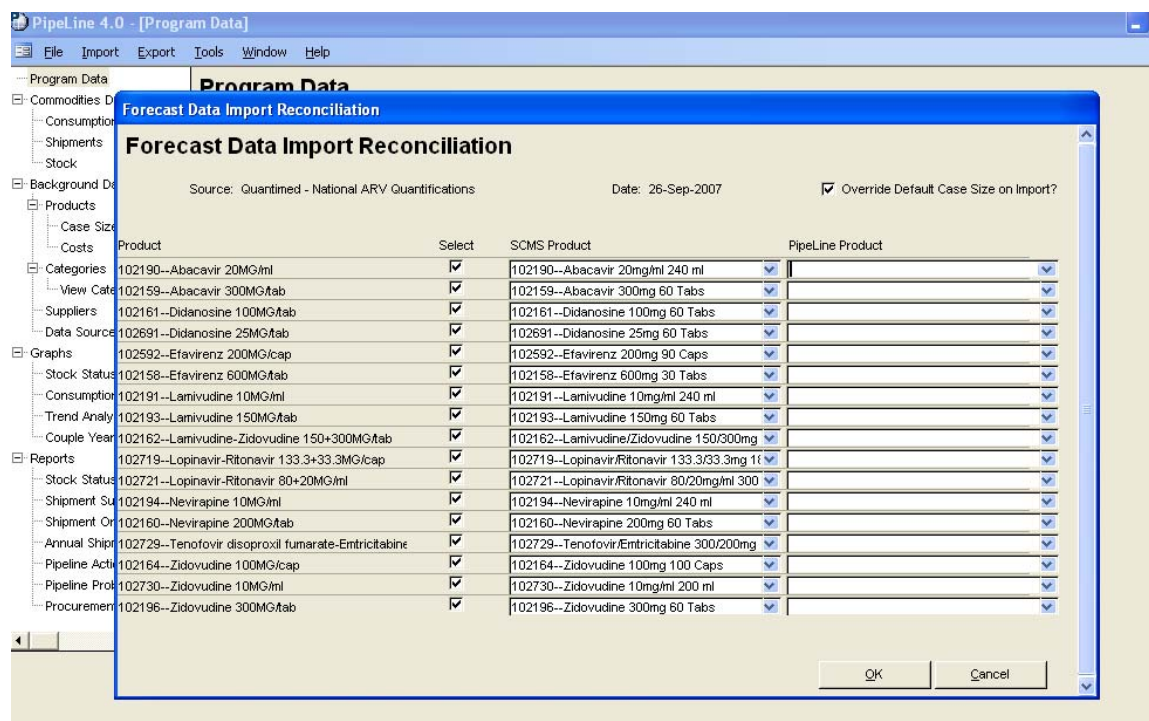 PipeLine 4.0 - [Program Data]
File Import Export Tools Window Help
Program Data
Commodities D
Consumption
Shipments
Stock
Background Da
Products
Case Size
Costs
Categories
View Cate
Suppliers
Data Source
Graphs
Stock Status
Consumption
Trend Analy
Couple Year
Reports
Stock Status
Shipment Su
Shipment Or
Annual Shipm
Pipeline Acti
Pipeline Prob
Procurement
Program Data
Forecast Data Import Reconciliation
Forecast Data Import Reconciliation
Source: Quantimed - National ARV Quantifications Date: 26-Sep-2007 Override Default Case Size on Import?
Product Select SCMS Product PipeLine Product
102190--Abacavir 20MG/ml 102190--Abacavir 20mg/ml 240 ml
102159--Abacavir 300MG/tab 102159--Abacavir 300mg 60 Tabs
102161--Didanosine 100MG/tab 102161--Didanosine 100mg 60 Tabs
102691--Didanosine 25MG/tab 102691--Didanosine 25mg 60 Tabs
102592--Efavirenz 200MG/cap 102592--Efavirenz 200mg 90 Caps
102158--Efavirenz 600MG/tab 102158--Efavirenz 600mg 30 Tabs
102191--Lamivudine 10MG/ml 102191--Lamivudine 10mg/ml 240 ml
102193--Lamivudine 150MG/tab 102193--Lamivudine 150mg 60 Tabs
102162--Lamivudine-Zidovudine 150+300MG/tab 102162--Lamivudine/Zidovudine 150/300mg
102719--Lopinavir-Ritonavir 133.3+33.3MG/cap 102719--Lopinavir/Ritonavir 133.3/33.3mg 18
102721--Lopinavir-Ritonavir 80+20MG/ml 102721--Lopinavir/Ritonavir 80/20mg/ml 300
102194--Nevirapine 10MG/ml 102194--Nevirapine 10mg/ml 240 ml
102160--Nevirapine 200MG/tab 102160--Nevirapine 200mg 60 Tabs
102729--Tenofovir disoproxil fumarate-Emtricitabine 102729--Tenofovir/Emtricitabine 300/200mg
102164--Zidovudine 100MG/cap 102164--Zidovudine 100mg 100 Caps
102730--Zidovudine 10MG/ml 102730--Zidovudine 10mg/ml 200 ml
102196--Zidovudine 300MG/tab 102196--Zidovudine 300mg 60 Tabs
OK Cancel